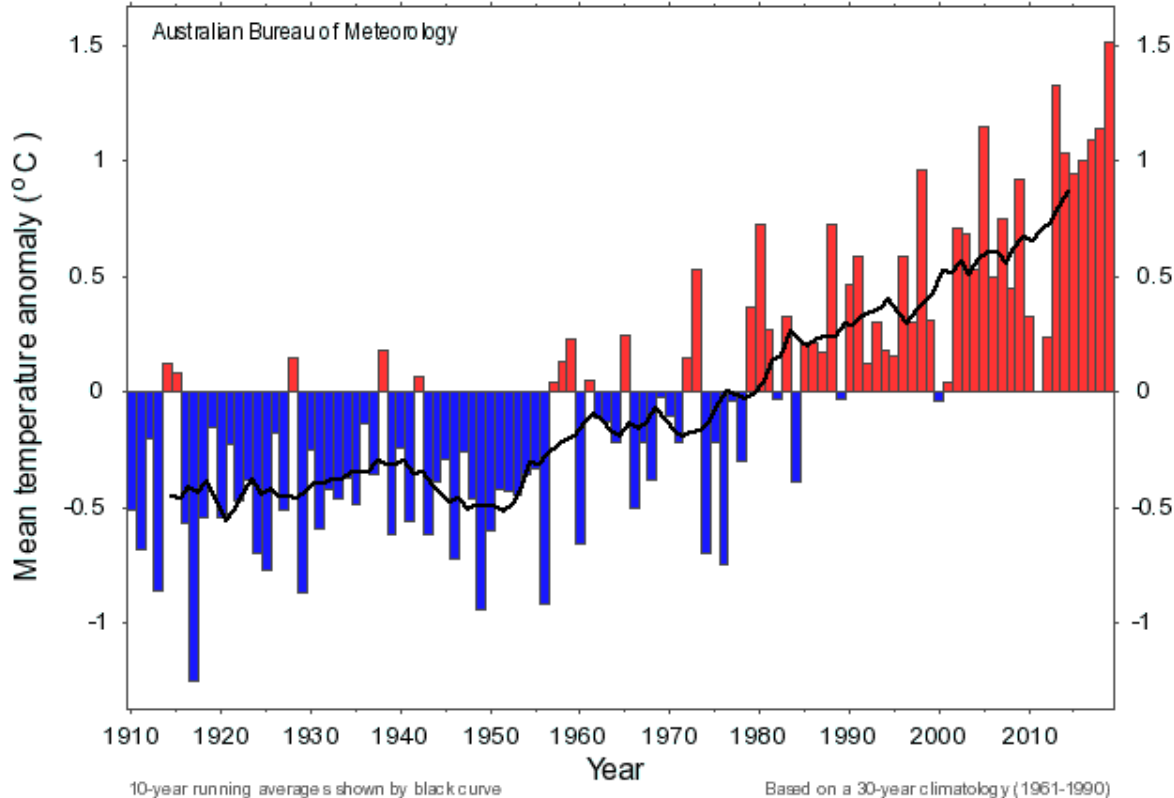 Australian Bureau of Meteorology
Mean temperature anomaly (°C)
1.5 1.5
1 1
0.5 0.5
0 0
-0.5 -0.5
-1 -1
1910 1920 1930 1940 1950 1960 1970 1980 1990 2000 2010
Year
10-year running averages shown by black curve
Based on a 30-year climatology (1961-1990)